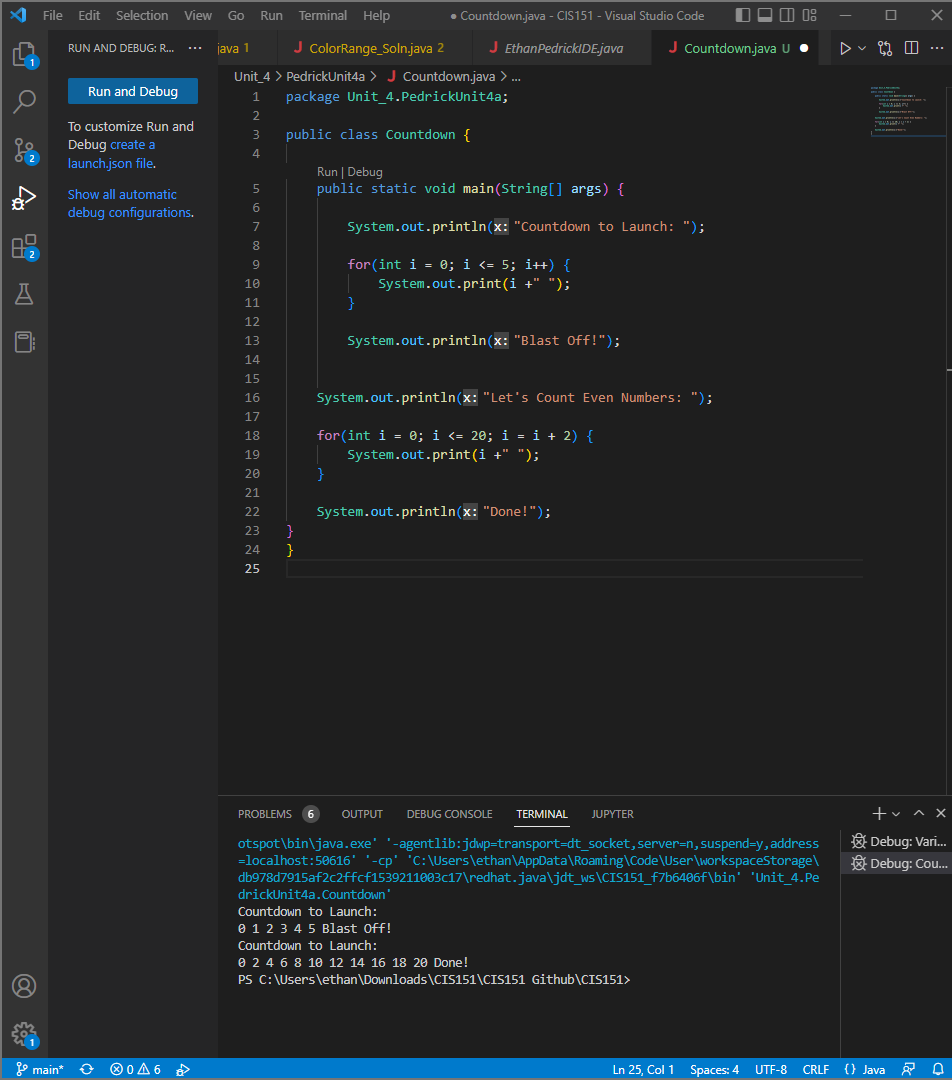 File Edit Selection View Go Run Terminal Help ● Countdown.java - CIS151 - Visual Studio Code
RUN AND DEBUG: R... ···
java 1 J ColorRange_Soln.java 2 J EthanPedrickIDE.java J Countdown.java U ● ···
Unit_4 > PedrickUnit4a > J Countdown.java > ...
Run and Debug
To customize Run and
Debug create a
launch.json file.
Show all automatic
debug configurations.
1
2
2
1
1 package Unit_4.PedrickUnit4a;
2
3 public class Countdown {
4
Run | Debug
5 public static void main(String[] args) {
6
7 System.out.println(x: "Countdown to Launch: ");
8
9 for(int i = 0; i <= 5; i++) {
10 System.out.print(i +" ");
11 }
12
13 System.out.println(x: "Blast Off!");
14
15
16 System.out.println(x: "Let's Count Even Numbers: ");
17
18 for(int i = 0; i <= 20; i = i + 2) {
19 System.out.print(i +" ");
20 }
21
22 System.out.println(x: "Done!");
23 }
24 }
25
PROBLEMS 6 OUTPUT DEBUG CONSOLE TERMINAL JUPYTER
otspot\bin\java.exe' '-agentlib:jdwp=transport=dt_socket,server=n,suspend=y,address
=localhost:50616' '-cp' 'C:\Users\ethan\AppData\Roaming\Code\User\workspaceStorage\
db978d7915af2c2ffcf1539211003c17\redhat.java\jdt_ws\CIS151_f7b6406f\bin' 'Unit_4.Pe
drickUnit4a.Countdown'
Countdown to Launch:
0 1 2 3 4 5 Blast Off!
Countdown to Launch:
0 2 4 6 8 10 12 14 16 18 20 Done!
PS C:\Users\ethan\Downloads\CIS151\CIS151 Github\CIS151>
Debug: Vari...
Debug: Cou...
main* 0 6 Ln 25, Col 1 Spaces: 4 UTF-8 CRLF {} Java